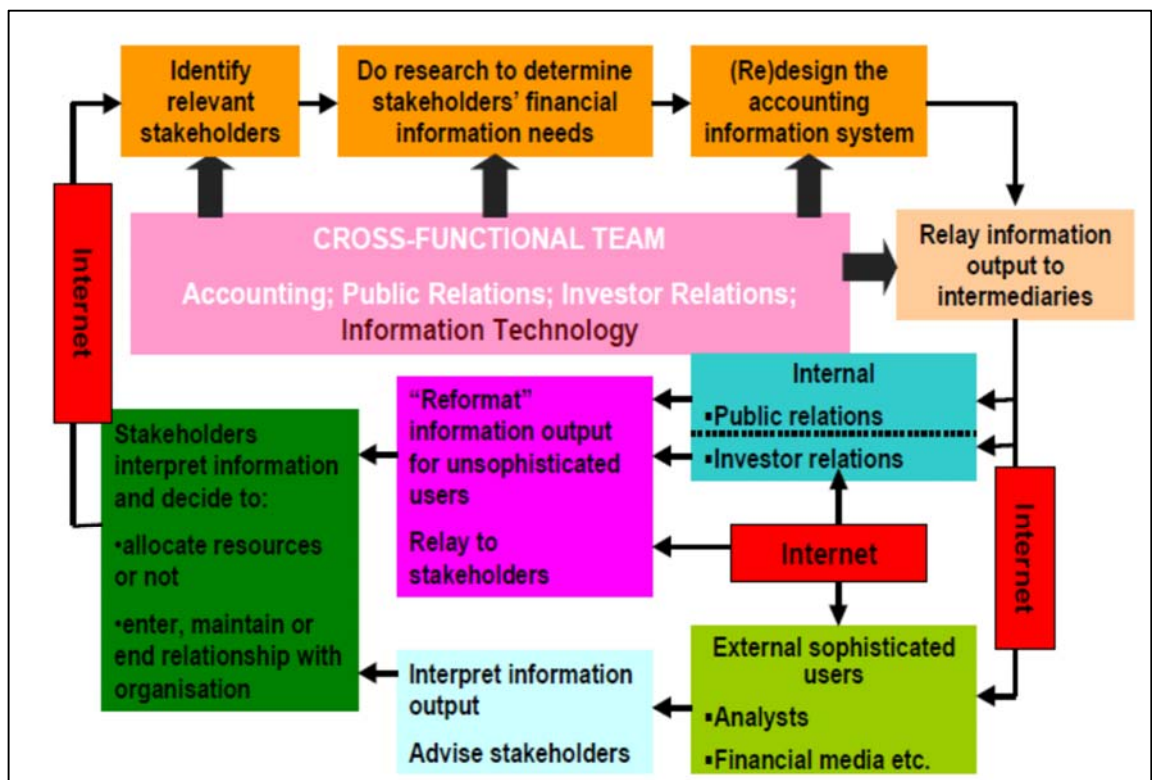 Identify
relevant
stakeholders
Do research to determine
stakeholders' financial
information needs
(Re)design the
accounting
information system
Internet
CROSS-FUNCTIONAL TEAM
Accounting; Public Relations; Investor Relations;
Information Technology
Relay information
output to
intermediaries
Internal
▪Public relations
▪Investor relations
"Reformat"
information output
for unsophisticated
users
Relay to
stakeholders
Stakeholders
interpret information
and decide to:
•allocate resources
or not
•enter, maintain or
end relationship with
organisation
Internet
Internet
External sophisticated
users
▪Analysts
▪Financial media etc.
Interpret information
output
Advise stakeholders